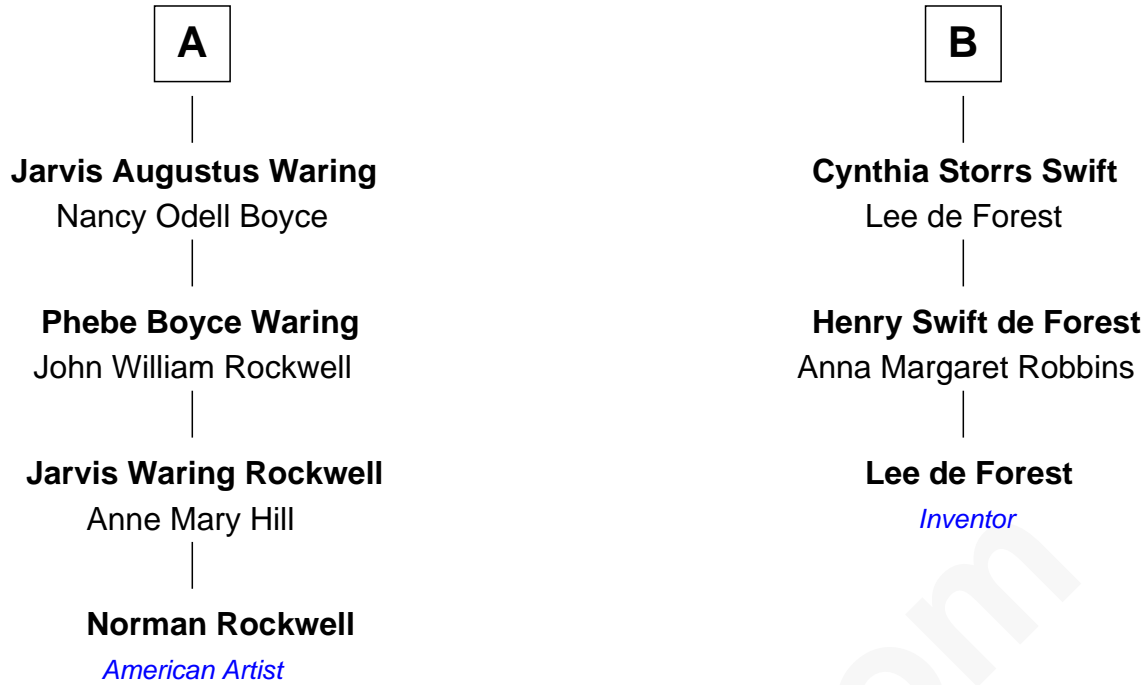 A
Jarvis Augustus Waring
Nancy Odell Boyce
Phebe Boyce Waring
John William Rockwell
Jarvis Waring Rockwell
Anne Mary Hill
Norman Rockwell
American Artist
B
Cynthia Storrs Swift
Lee de Forest
Henry Swift de Forest
Anna Margaret Robbins
Lee de Forest
Inventor
om